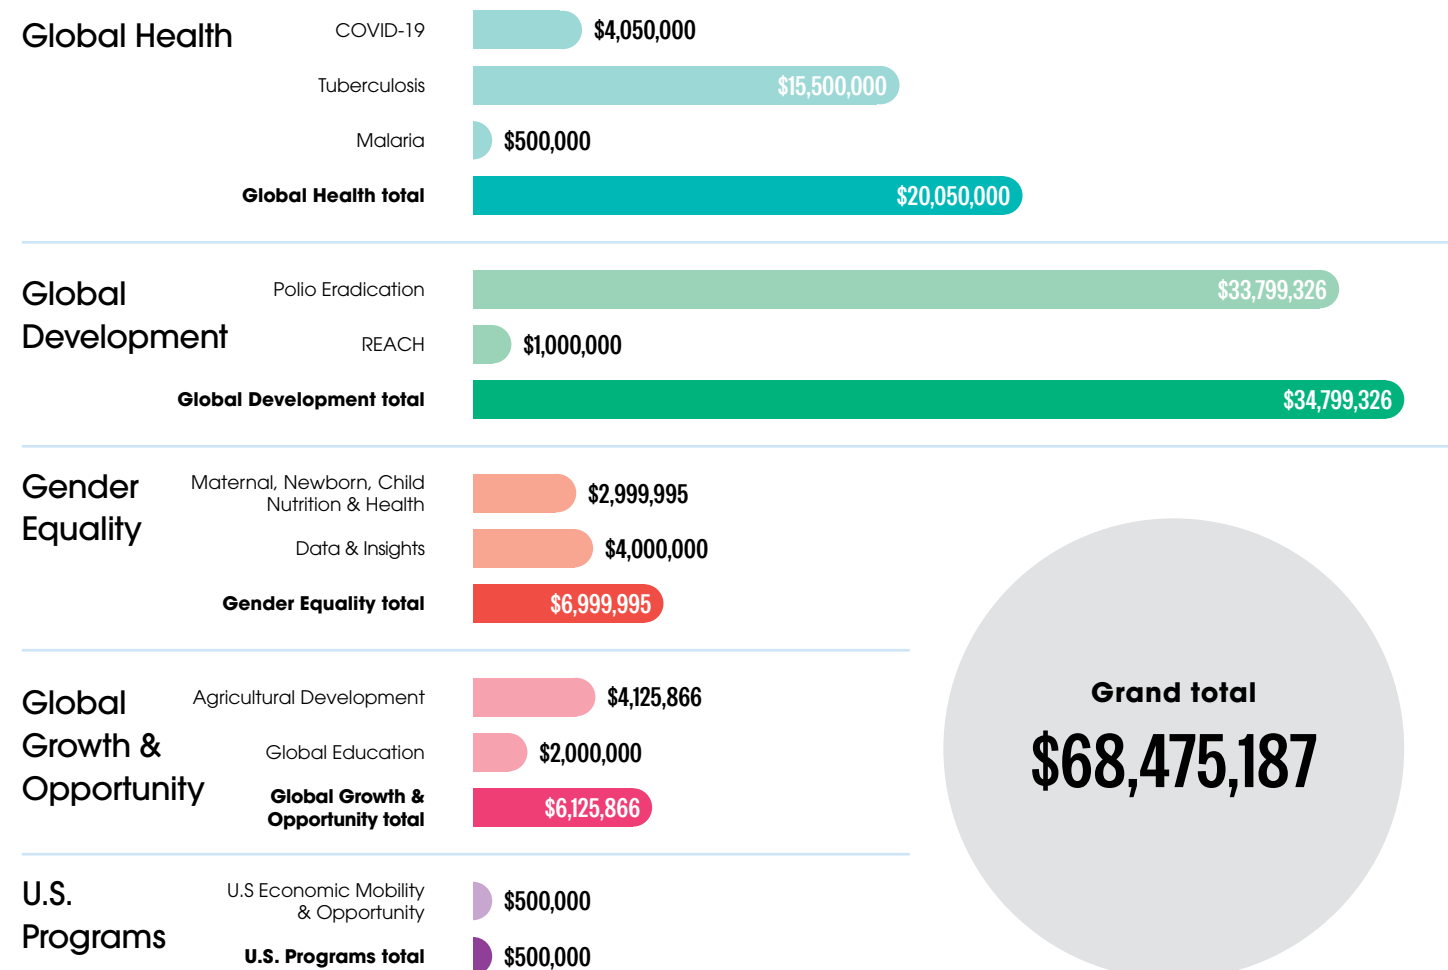 Global Health
COVID-19
$4,050,000
Tuberculosis
$15,500,000
Malaria
$500,000
Global Health total
$20,050,000
Global
Development
Polio Eradication
$33,799,326
REACH
$1,000,000
Global Development total
$34,799,326
Gender
Equality
Maternal, Newborn, Child
Nutrition & Health
$2,999,995
Data & Insights
$4,000,000
Gender Equality total
$6,999,995
Global
Growth &
Opportunity
Agricultural Development
$4,125,866
Global Education
$2,000,000
Global Growth &
Opportunity total
$6,125,866
U.S.
Programs
U.S Economic Mobility
& Opportunity
$500,000
U.S. Programs total
$500,000
Grand total
$68,475,187